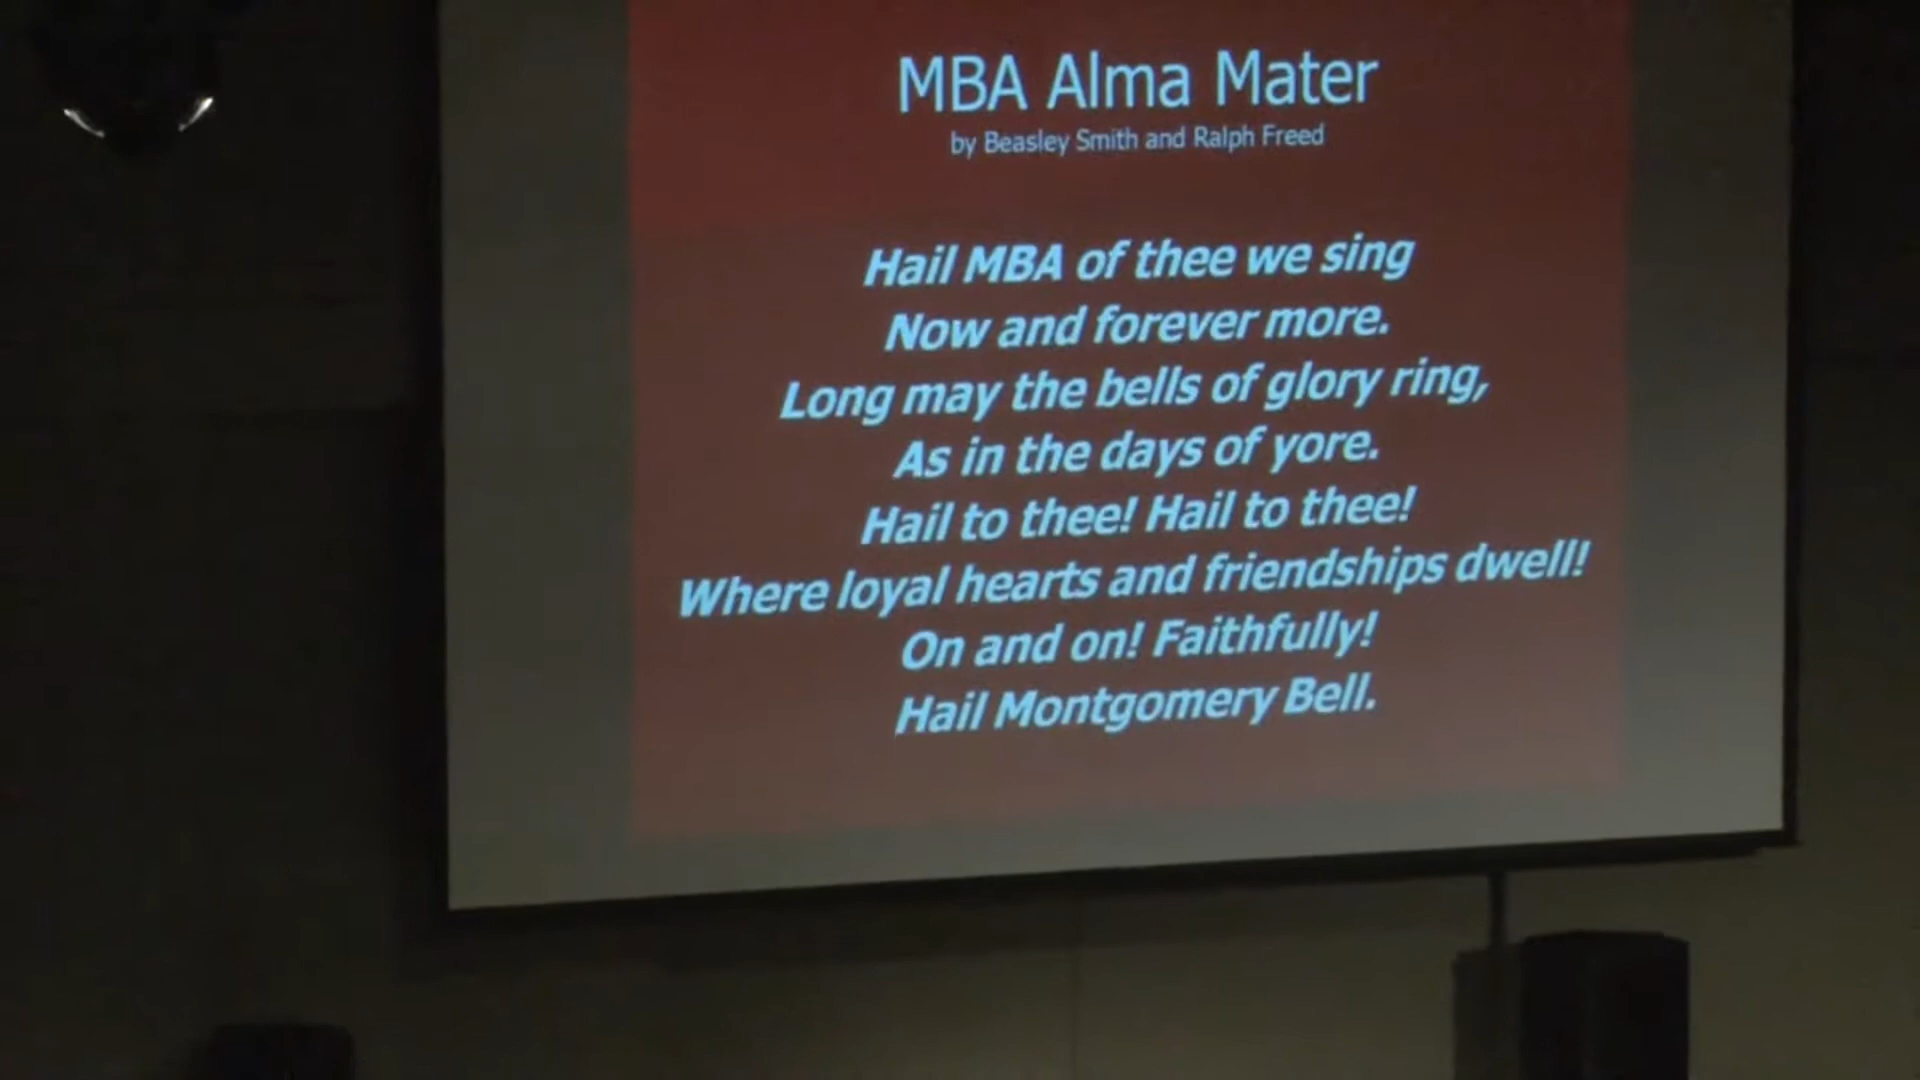 MBA Alma Mater
by Beasley Smith and Ralph Freed
Hail MBA of thee we sing
Now and forever more.
Long may the bells of glory ring,
As in the days of yore.
Hail to thee! Hail to thee!
Where loyal hearts and friendships dwell!
On and on! Faithfully!
Hail Montgomery Bell.